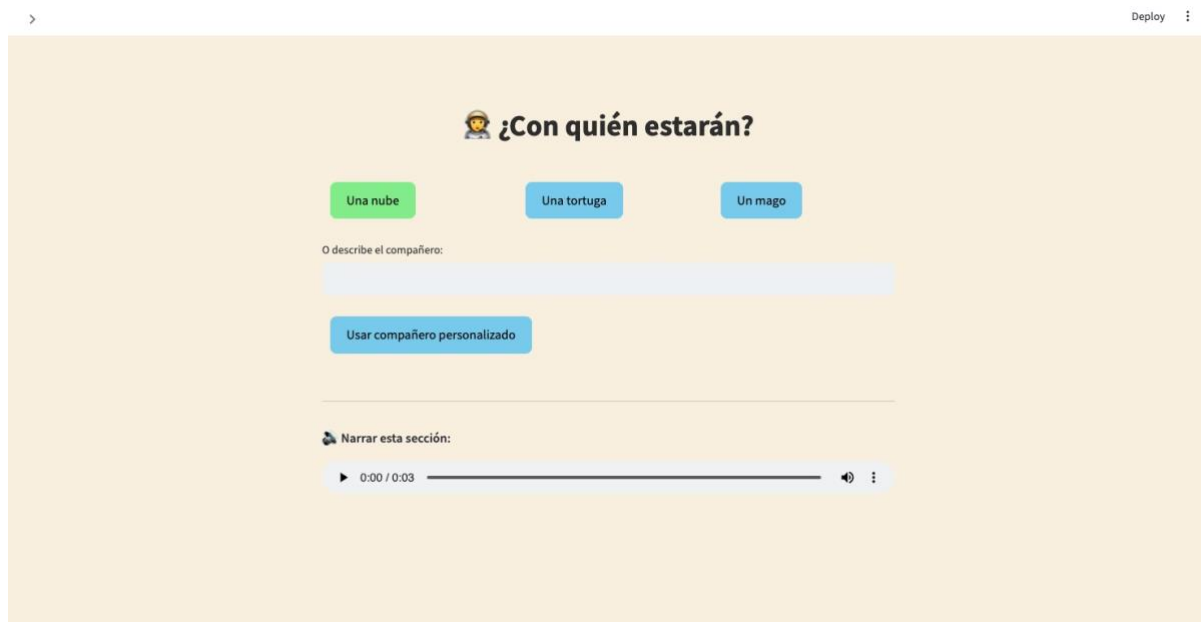 Deploy
¿Con quién estarán?
Una nube
Una tortuga
Un mago
O describe el compañero:
Usar compañero personalizado
Narrar esta sección:
0:00 / 0:03